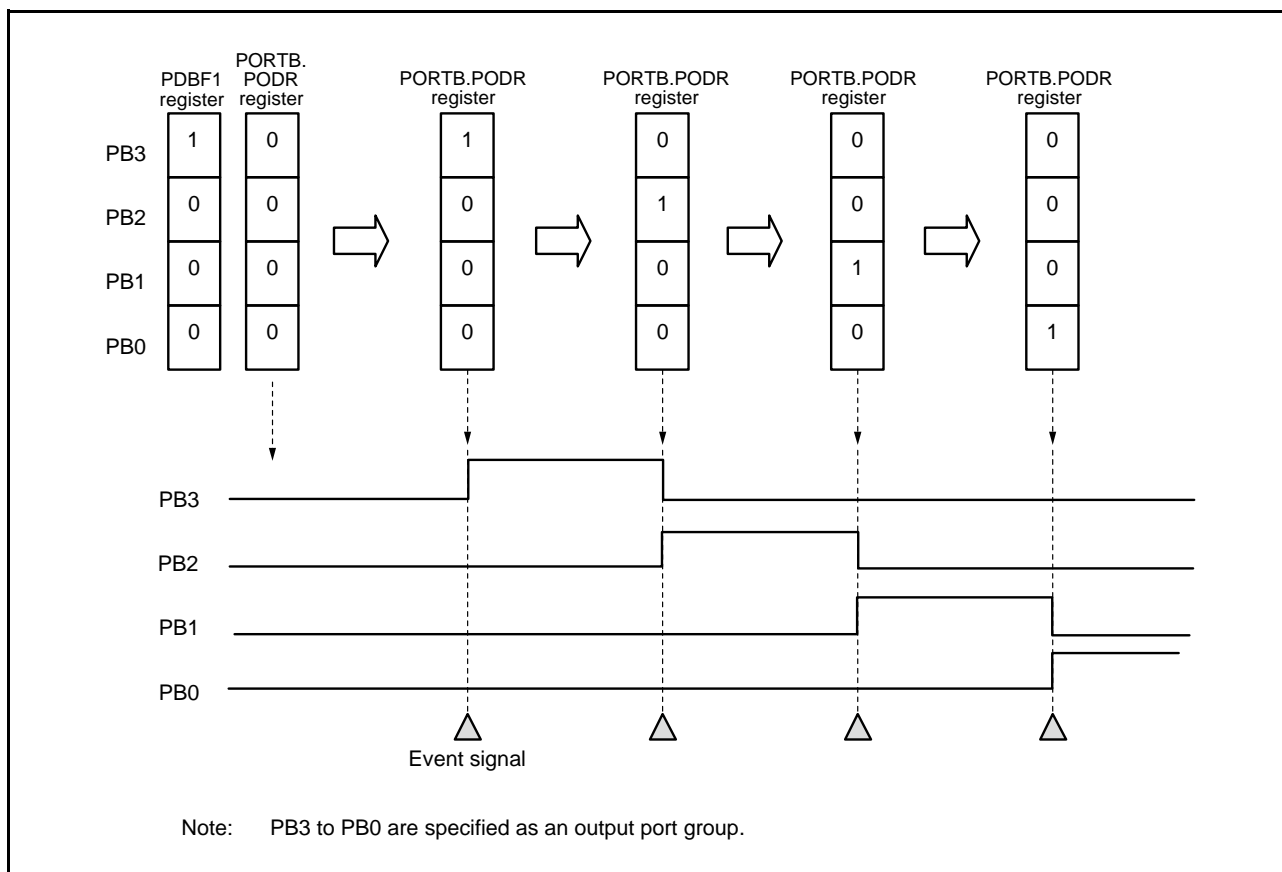 PDBF1
register
PORTB.
PODR
register
PORTB.PODR
register
PORTB.PODR
register
PORTB.PODR
register
PORTB.PODR
register
PB3 1 0 1 0 0 0
PB2 0 0 0 1 0 0
PB1 0 0 0 0 1 0
PB0 0 0 0 0 0 1
PB3
PB2
PB1
PB0
Event signal
Note: PB3 to PB0 are specified as an output port group.